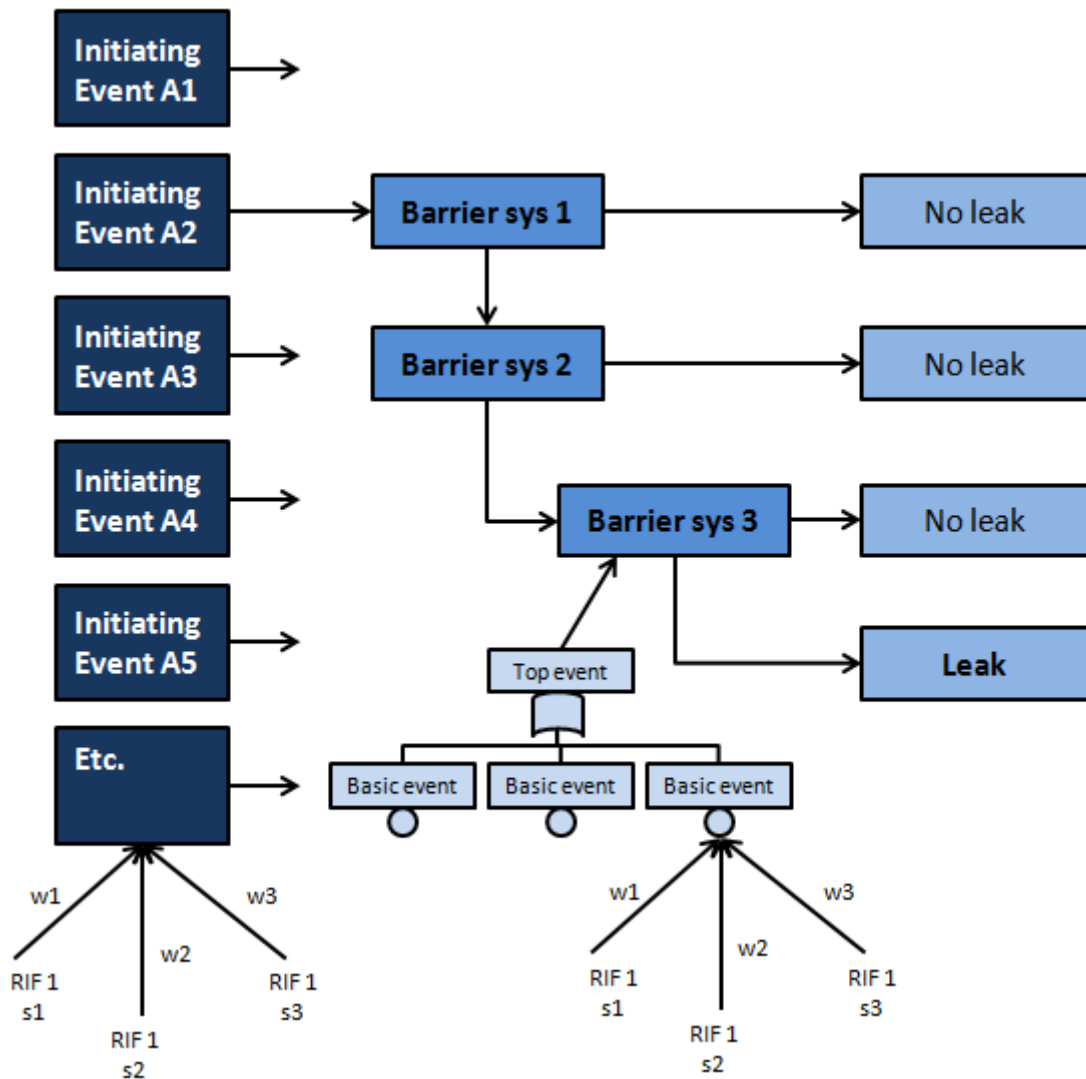 Initiating
Event A1
Initiating
Event A2
Barrier sys 1
No leak
Initiating
Event A3
Barrier sys 2
No leak
Initiating
Event A4
Barrier sys 3
No leak
Initiating
Event A5
Top event
Leak
Etc.
Basic event
Basic event
Basic event
w1
w3
w2
RIF 1
s1
RIF 1
s3
RIF 1
s2
w1
w3
w2
RIF 1
s1
RIF 1
s3
RIF 1
s2